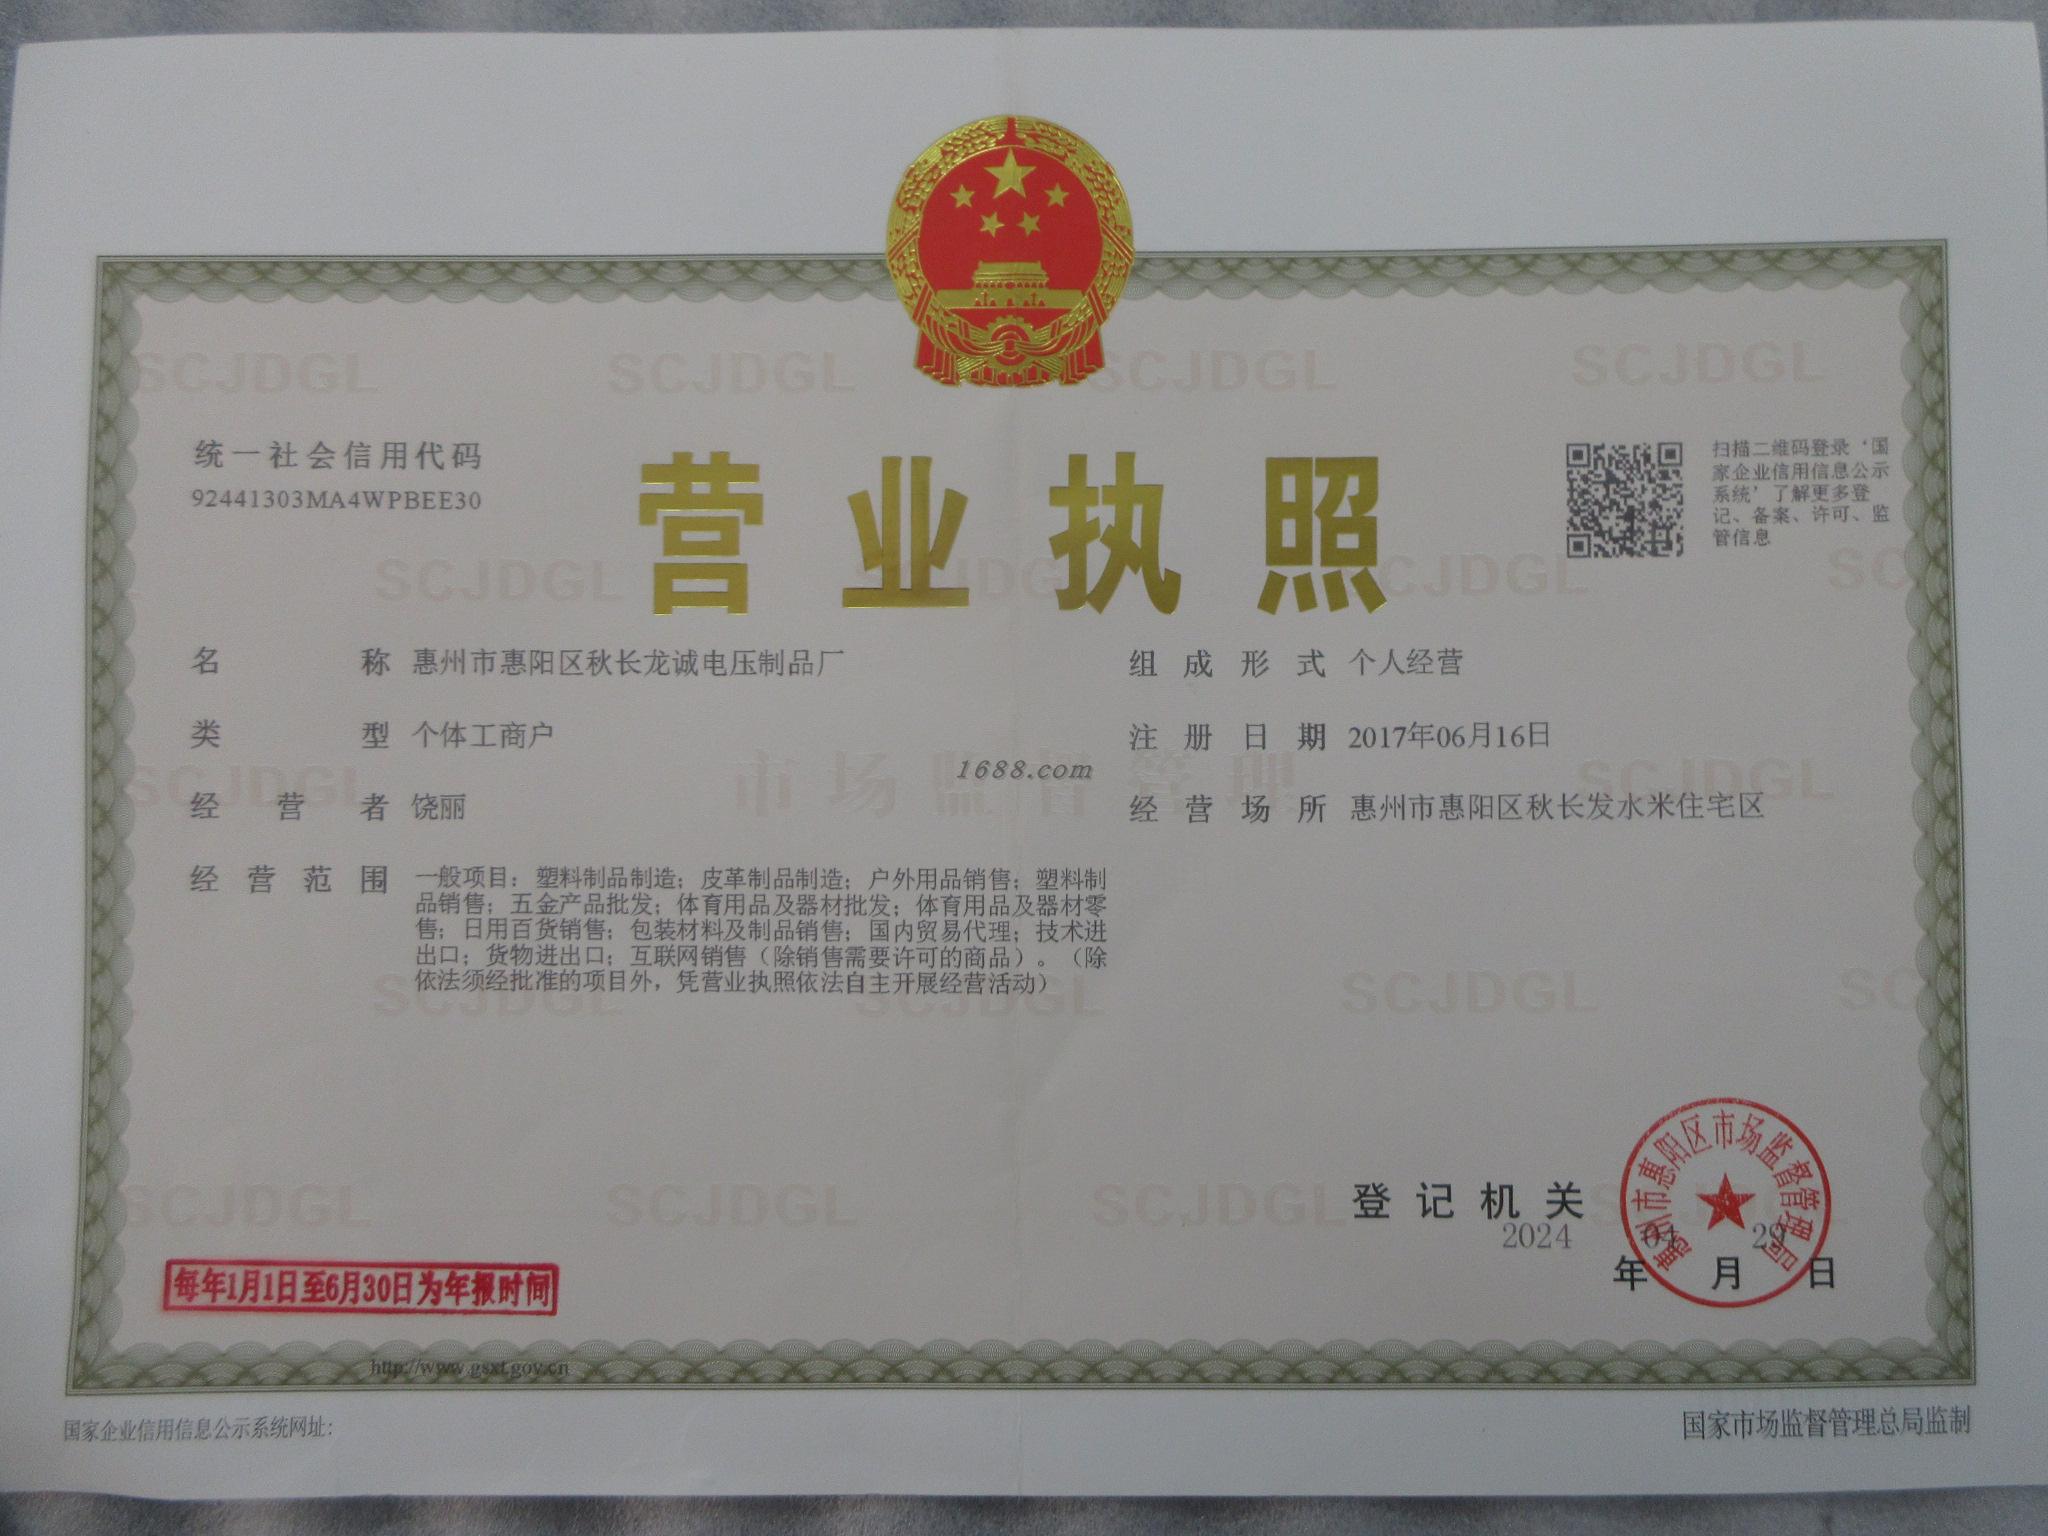 统一社会信用代码
92441303MA4WPBEE30
营业执照
扫描二维码登录‘国
家企业信用信息公示
系统’了解更多登
记、备案、许可、监
管信息
名称 惠州市惠阳区秋长龙诚电压制品厂
组成形式 个人经营
类型 个体工商户
注册日期 2017年06月16日
1688.com
经营者 饶丽
经营场所 惠州市惠阳区秋长发水米住宅区
经营范围 一般项目：塑料制品制造；皮革制品制造；户外用品销售；塑料制
品销售；五金产品批发；体育用品及器材批发；体育用品及器材零
售；日用百货销售；包装材料及制品销售；国内贸易代理；技术进
出口；货物进出口；互联网销售（除销售需要许可的商品）。（除
依法须经批准的项目外，凭营业执照依法自主开展经营活动）
SCJDGL
市场监督管理
登记机关
惠州市惠阳区市场监督管理局
2024 04 29
年 月 日
每年1月1日至6月30日为年报时间
http://www.gsxt.gov.cn
国家企业信用信息公示系统网址：
国家市场监督管理总局监制